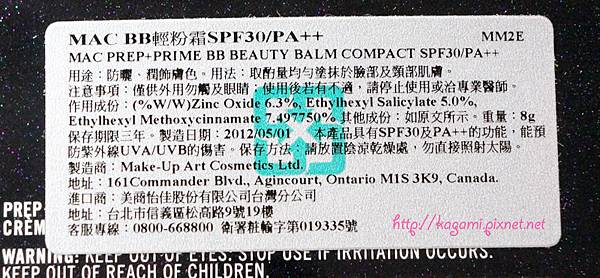 MAC BB輕粉霜SPF30/PA++ MM2E
MAC PREP+PRIME BB BEAUTY BALM COMPACT SPF30/PA++
用途：防曬、潤飾膚色。用法：取酌量均勻塗抹於臉部及頸部肌膚。
注意事項：僅供外用勿觸及眼睛；使用後若有不適，請停止使用或洽專業醫師。
作用成份：(%W/W)Zinc Oxide 6.3%, Ethylhexyl Salicylate 5.0%,
Ethylhexyl Methoxycinnamate 7.497750% 其他成份：如原文所示。重量：8g
保存期限三年。製造日期：2012/05/01 本產品具有SPF30及PA++的功能，能預
防紫外線UVA/UVB的傷害。保存方法：請放置陰涼乾燥處，勿直接照射太陽。
製造商：Make-Up Art Cosmetics Ltd.
地址：161Commander Blvd., Agincourt, Ontario M1S 3K9, Canada.
進口商：美商怡佳股份有限公司台灣分公司
地址：台北市信義區松高路9號19樓
客服專線：0800-668800 衛署粧輸字第019335號
http://kagami.pixnet.net
PREP
CRÈM
WARNING: KEEP OUT OF EYES. STOP USE IF IRRITATION OCCURS.
KEEP OUT OF REACH OF CHILDREN.